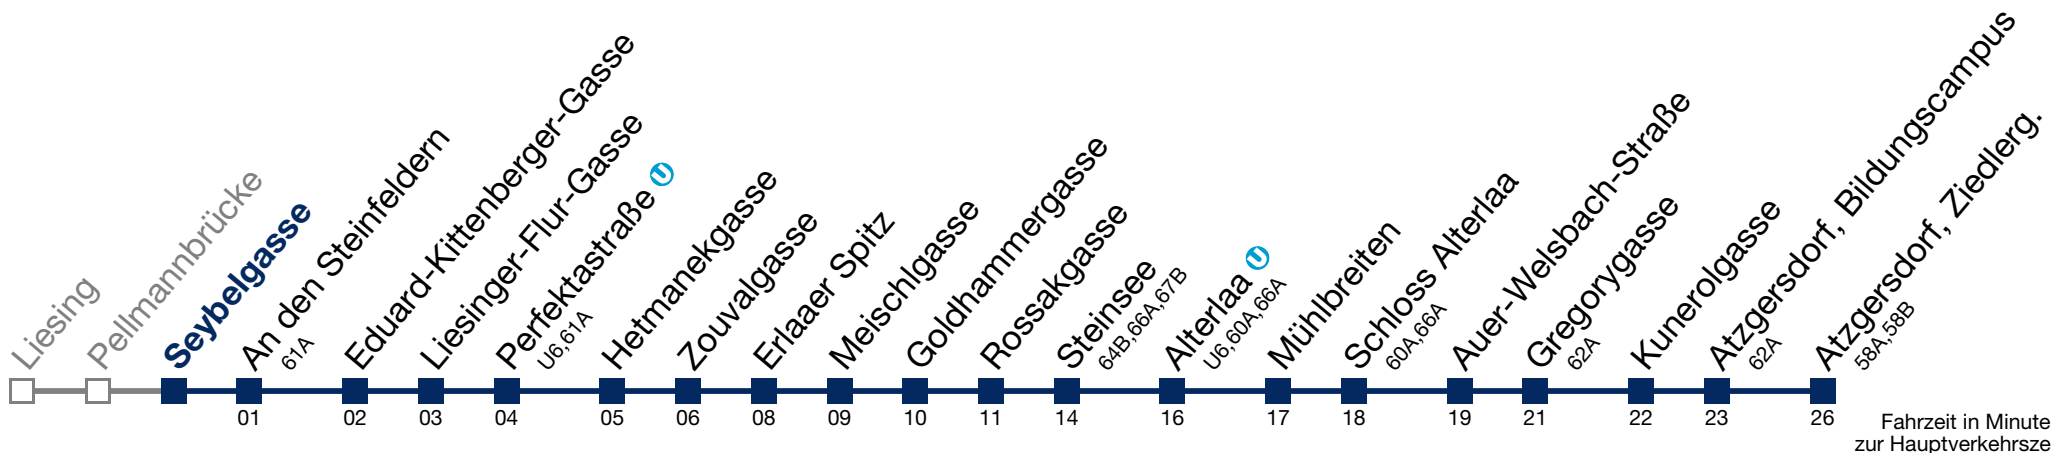 Liesing
Pellmannbrücke
Seybelgasse
An den Steinfeldern
61A
Eduard-Kittenberger-Gasse
Liesinger-Flur-Gasse
Perfektastraße U
U6,61A
Hetmanekgasse
Zouvalgasse
Erlaaer Spitz
Meischlgasse
Goldhammergasse
Rossakgasse
Steinsee
64B,66A,67B
Alterlaa U
U6,60A,66A
Mühlbreiten
Schloss Alterlaa
60A,66A
Auer-Welsbach-Straße
Gregorygasse
62A
Kunerolgasse
Atzgersdorf, Bildungscampus
62A
Atzgersdorf, Ziedlerg.
58A,58B
01 02 03 04 05 06 08 09 10 11 14 16 17 18 19 21 22 23 26
Fahrzeit in Minute
zur Hauptverkehrsze